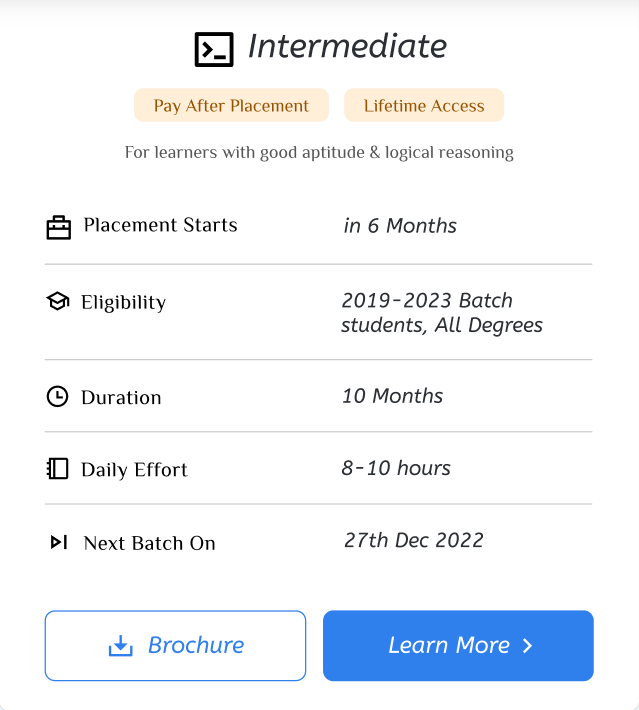 Intermediate
Pay After Placement Lifetime Access
For learners with good aptitude & logical reasoning
Placement Starts in 6 Months
Eligibility 2019-2023 Batch
students, All Degrees
Duration 10 Months
Daily Effort 8-10 hours
Next Batch On 27th Dec 2022
Brochure Learn More